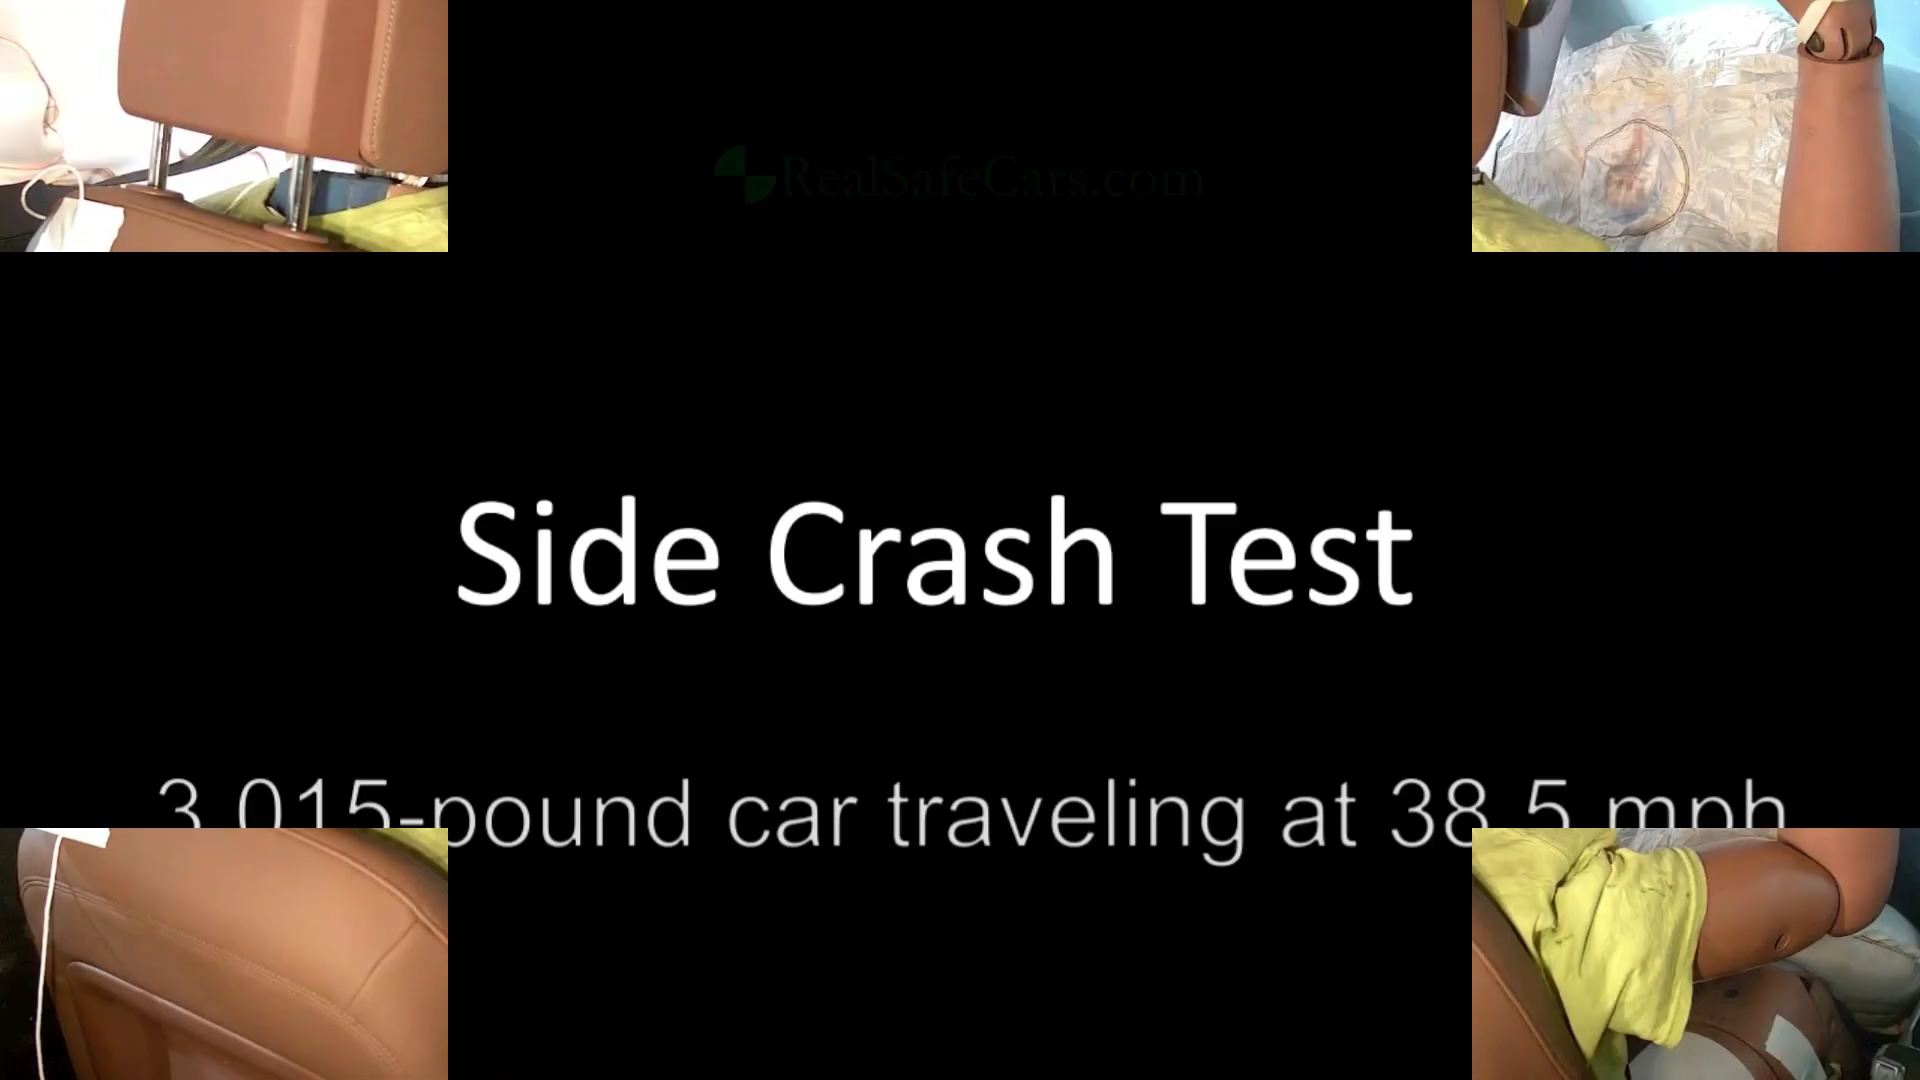 RealSafeCars.com
Side Crash Test
3,015-pound car traveling at 38.5 mph